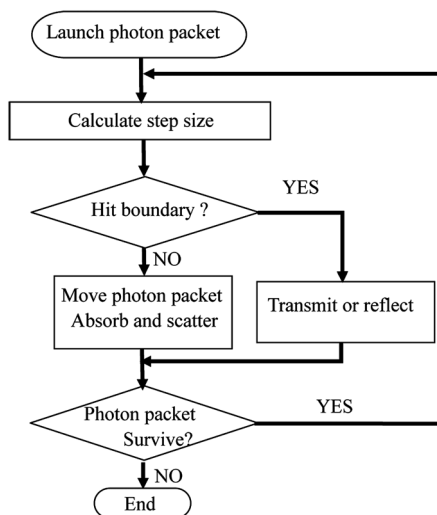 Launch photon packet
Calculate step size
Hit boundary ?
YES
NO
Move photon packet
Absorb and scatter
Transmit or reflect
Photon packet
Survive?
YES
NO
End